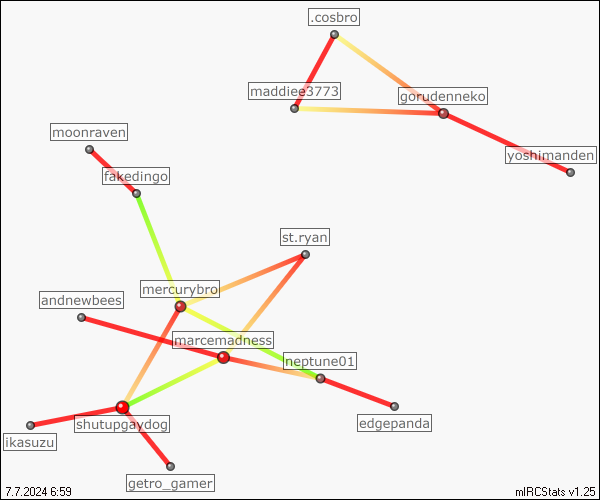 .cosbro
maddiee3773
gorudenneko
moonraven
yoshimanden
fakedingo
st.ryan
mercurybro
andnewbees
marcemadness
neptune01
shutupgaydog
edgepanda
ikasuzu
getro_gamer
7.7.2024 6:59
mIRCStats v1.25